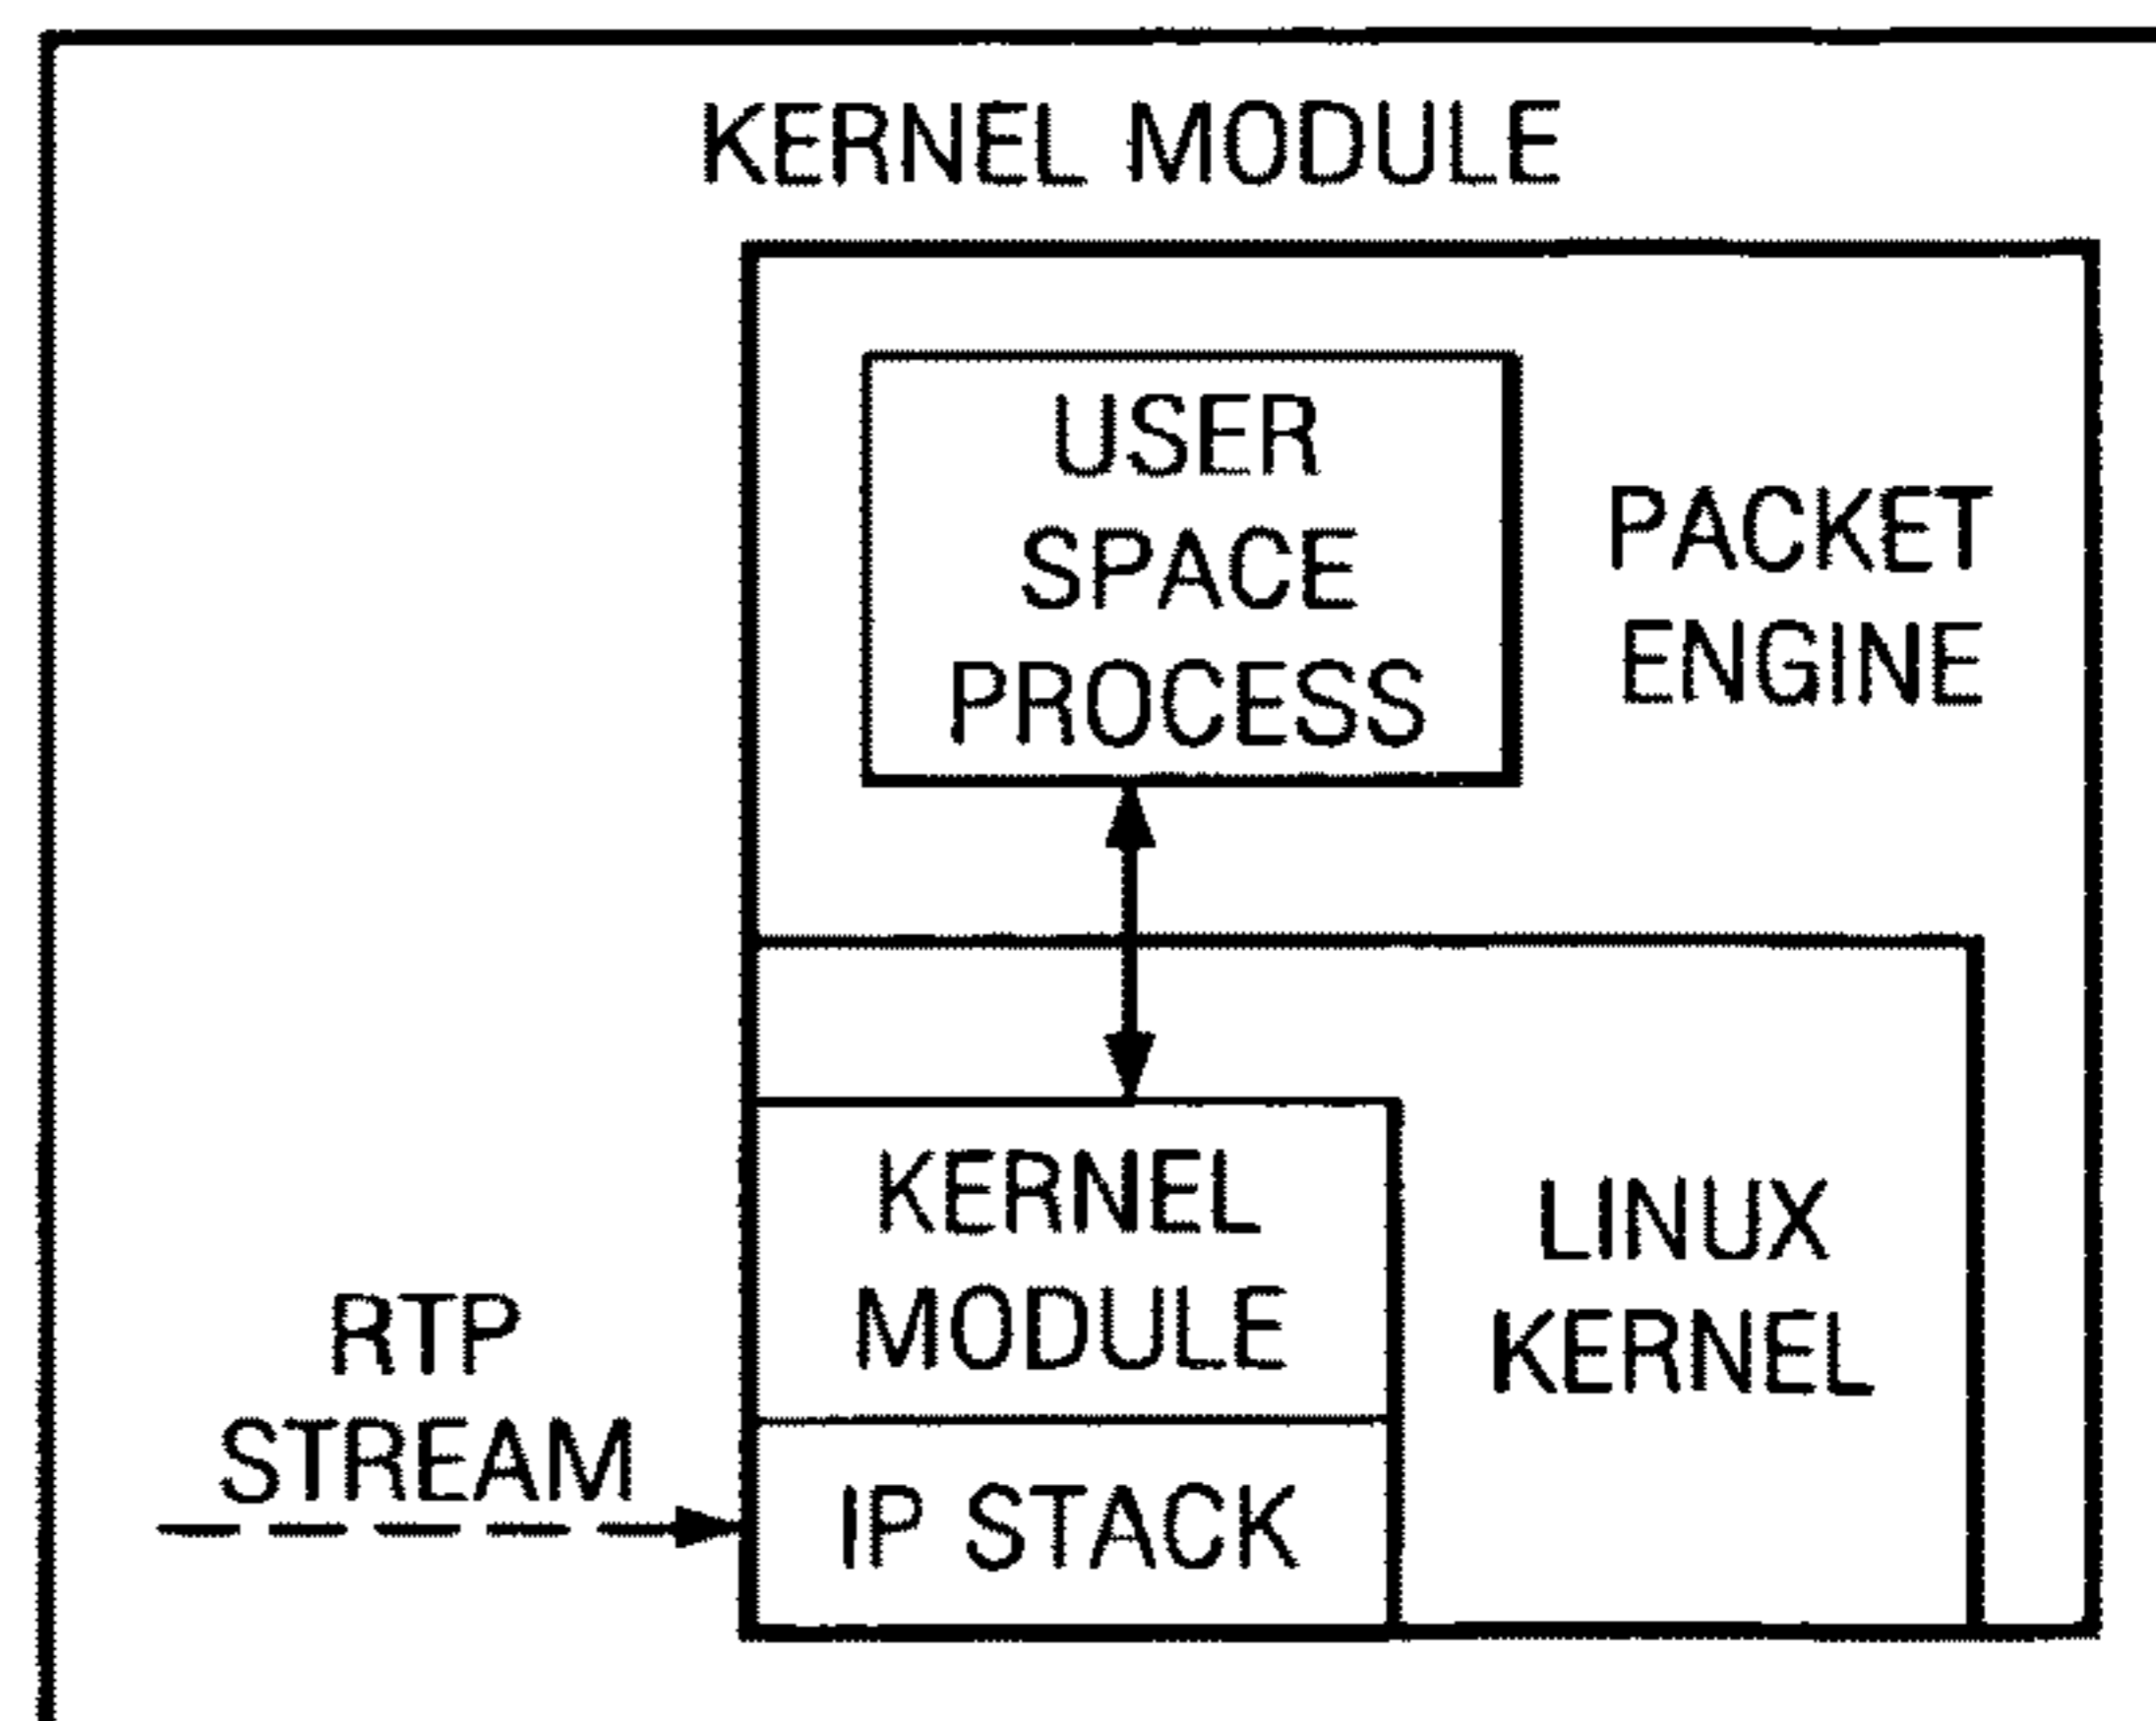 KERNEL MODULE
USER
SPACE
PROCESS
PACKET
ENGINE
KERNEL
MODULE
LINUX
KERNEL
RTP
STREAM
IP STACK